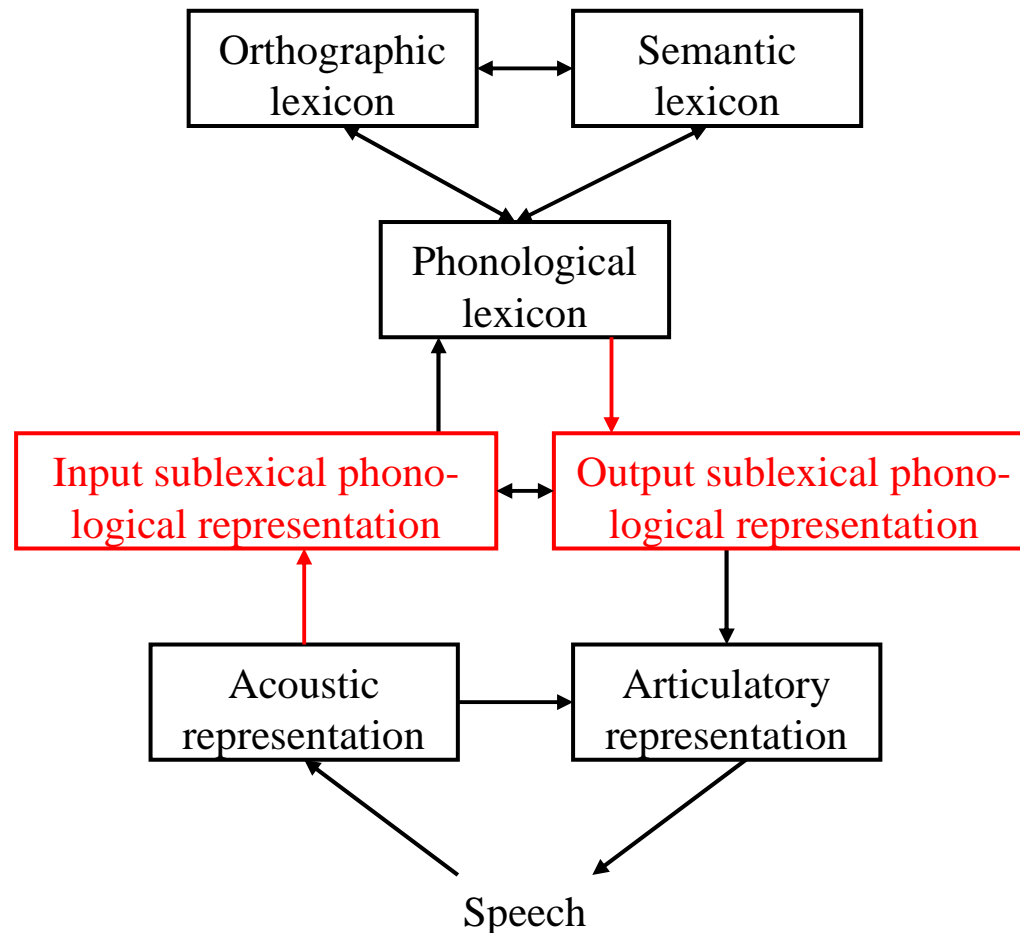 Orthographic
lexicon
Semantic
lexicon
Phonological
lexicon
Input sublexical phono-
logical representation
Output sublexical phono-
logical representation
Acoustic
representation
Articulatory
representation
Speech